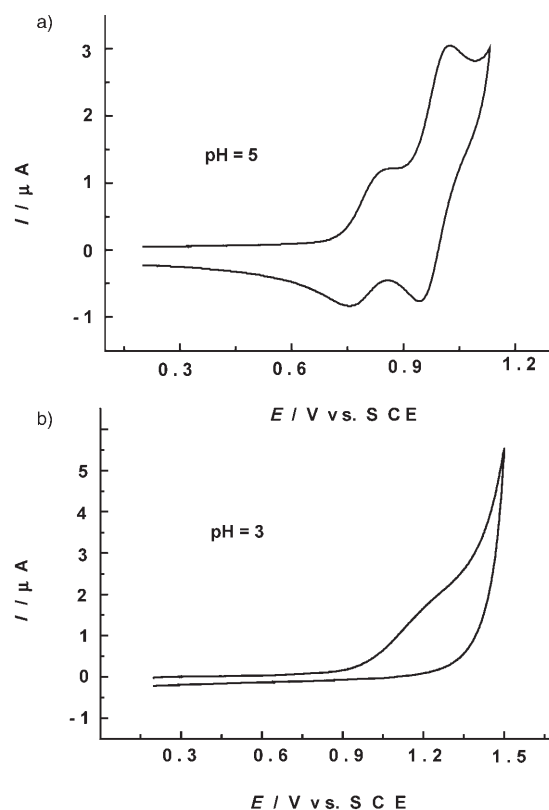 a)
3
2
1
0
-1
I / μ A
pH = 5
0.3 0.6 0.9 1.2
E / V vs. S C E
b)
5
4
3
2
1
0
-1
I / μ A
pH = 3
0.3 0.6 0.9 1.2 1.5
E / V vs. S C E